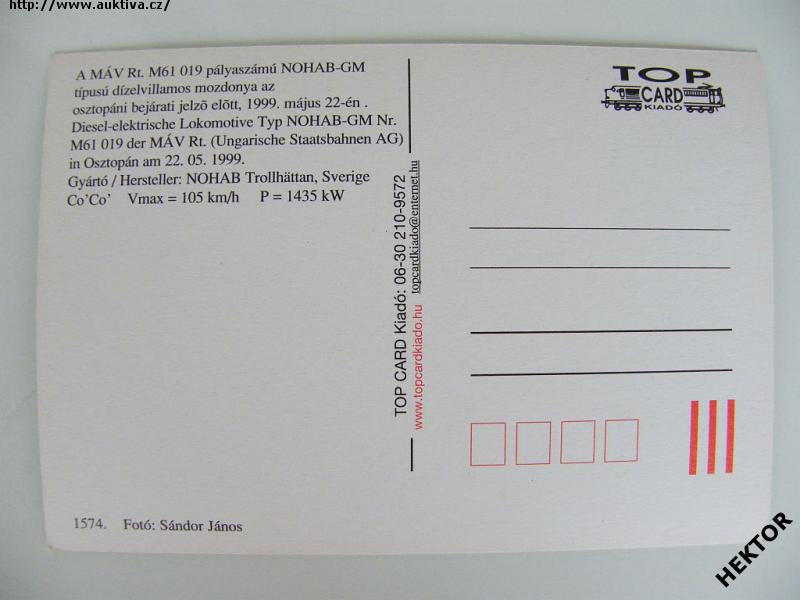 http://www.auktiva.cz/
A MÁV Rt. M61 019 pályaszámú NOHAB-GM
típusú dízelvillamos mozdonya az
osztopáni bejárati jelzõ elõtt, 1999. május 22-én .
Diesel-elektrische Lokomotive Typ NOHAB-GM Nr.
M61 019 der MÁV Rt. (Ungarische Staatsbahnen AG)
in Osztopán am 22. 05. 1999.
Gyártó / Hersteller: NOHAB Trollhättan, Sverige
Co’Co’ Vmax = 105 km/h P = 1435 kW
TOP
CARD
KIADÓ
TOP CARD Kiadó: 06-30 210-9572
topcardkiado@enternet.hu
www.topcardkiado.hu
1574. Fotó: Sándor János
HEKTOR